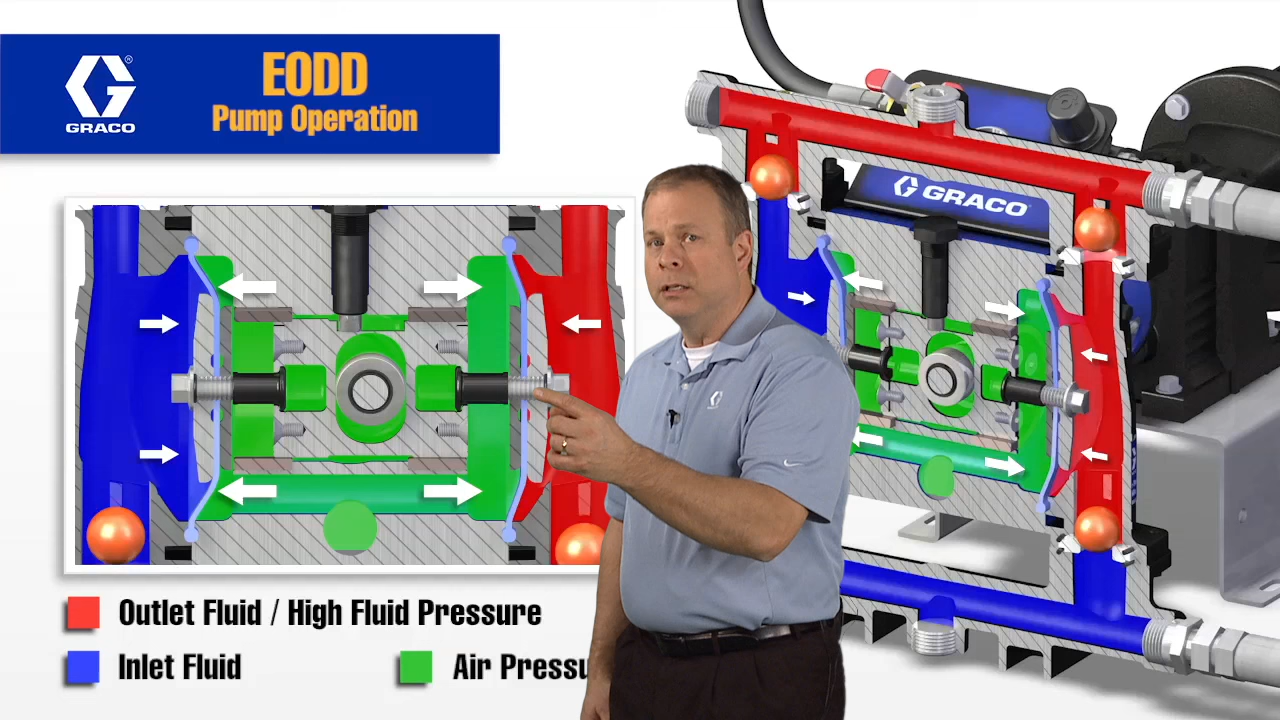 GRACO
EODD
Pump Operation
GRACO
Outlet Fluid / High Fluid Pressure
Inlet Fluid
Air Pressu